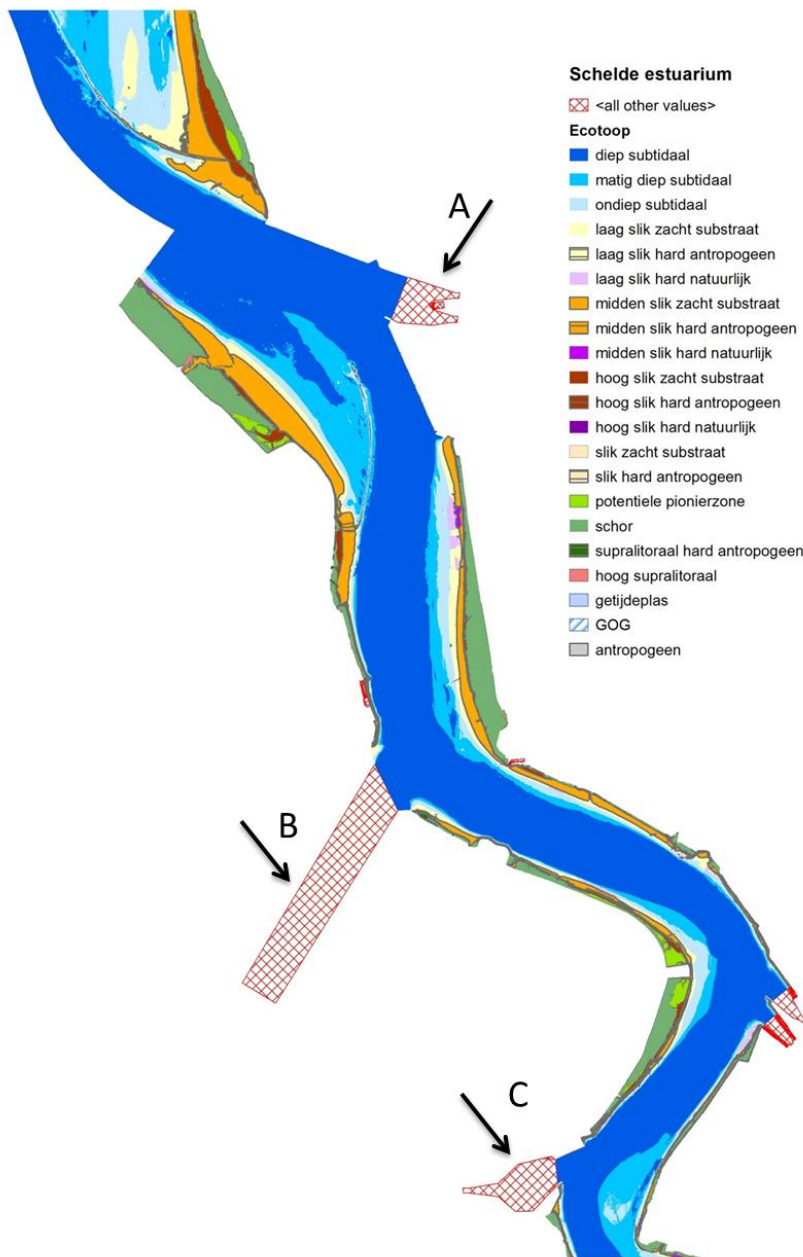 Schelde estuarium
<all other values>
Ecotoop
diep subtidaal
matig diep subtidaal
ondiep subtidaal
laag slik zacht substraat
laag slik hard antropogeen
laag slik hard natuurlijk
midden slik zacht substraat
midden slik hard antropogeen
midden slik hard natuurlijk
hoog slik zacht substraat
hoog slik hard antropogeen
hoog slik hard natuurlijk
slik zacht substraat
slik hard antropogeen
potentiele pionierzone
schor
supralitoraal hard antropogeen
hoog supralitoraal
getijdeplas
GOG
antropogeen
A
B
C